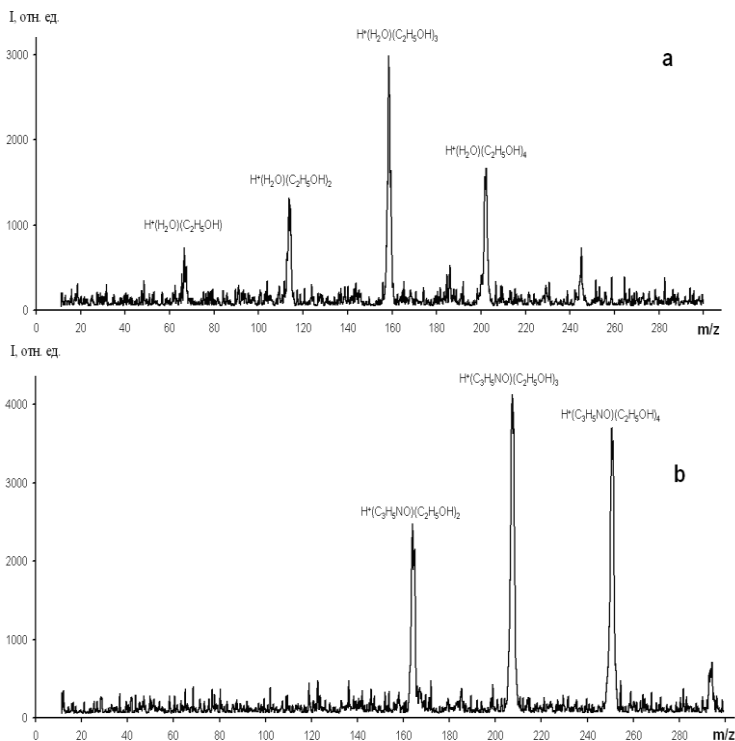 I, отн. ед.
H⁺(H₂O)(C₂H₅OH)₃
a
3000
H⁺(H₂O)(C₂H₅OH)₄
2000
H⁺(H₂O)(C₂H₅OH)₂
H⁺(H₂O)(C₂H₅OH)
1000
0
0 20 40 60 80 100 120 140 160 180 200 220 240 260 280 m/z
I, отн. ед.
H⁺(C₃H₅NO)(C₂H₅OH)₃
4000
H⁺(C₃H₅NO)(C₂H₅OH)₄
b
3000
H⁺(C₃H₅NO)(C₂H₅OH)₂
2000
1000
0
0 20 40 60 80 100 120 140 160 180 200 220 240 260 280 m/z